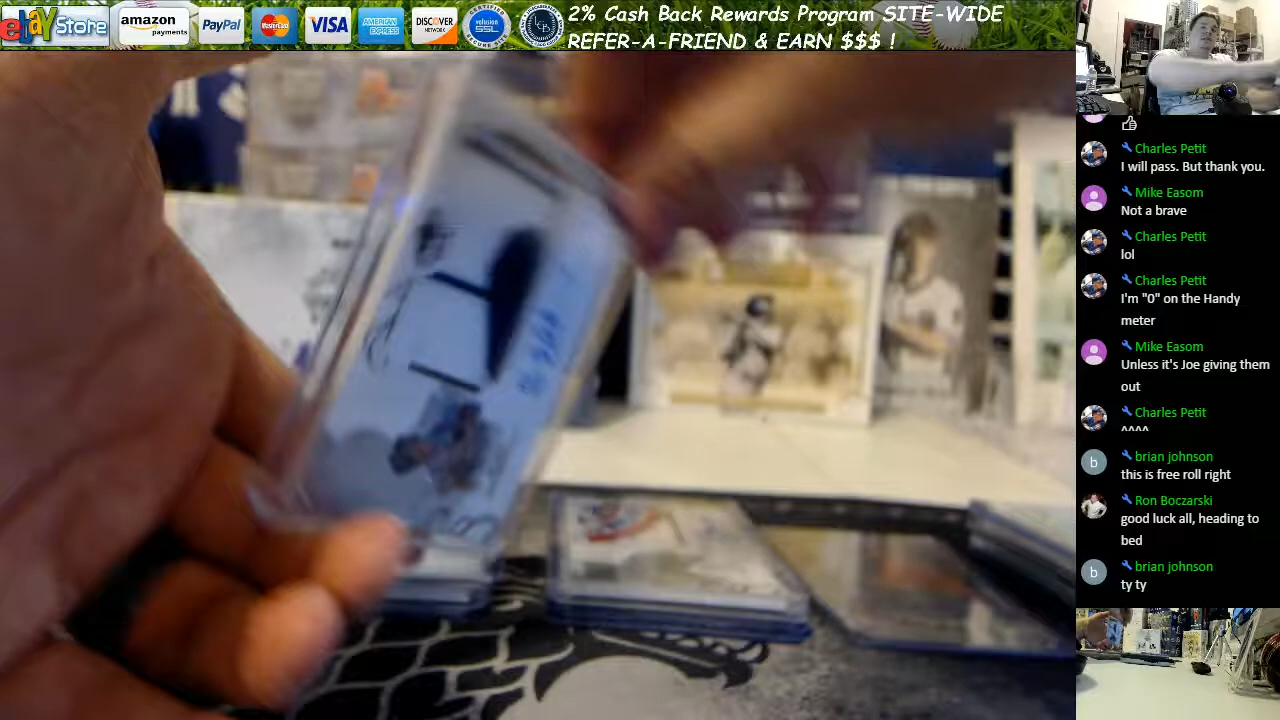 ebay Store
amazon payments
PayPal
MasterCard
VISA
AMERICAN EXPRESS
DISCOVER NETWORK
SSL
2% Cash Back Rewards Program SITE-WIDE
REFER-A-FRIEND & EARN $$$ !
Charles Petit
I will pass. But thank you.
Mike Easom
Not a brave
Charles Petit
lol
Charles Petit
I'm "0" on the Handy
meter
Mike Easom
Unless it's Joe giving them
out
Charles Petit
^^^^
b
brian johnson
this is free roll right
Ron Boczarski
good luck all, heading to
bed
b
brian johnson
ty ty